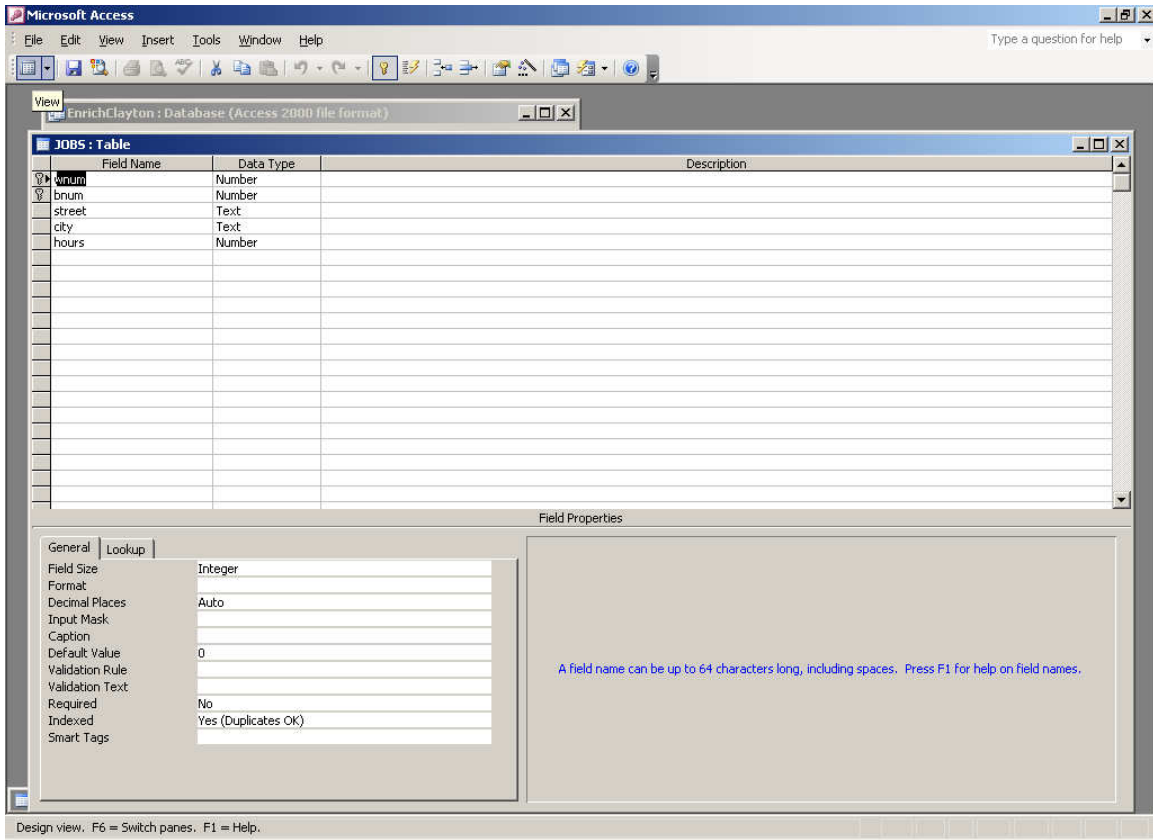 Microsoft Access
File Edit View Insert Tools Window Help
Type a question for help
View
EnrichClayton : Database (Access 2000 file format)
JOBS : Table
Field Name Data Type Description
wnum Number
bnum Number
street Text
city Text
hours Number
Field Properties
General Lookup
Field Size Integer
Format
Decimal Places Auto
Input Mask
Caption
Default Value 0
Validation Rule
Validation Text
Required No
Indexed Yes (Duplicates OK)
Smart Tags
A field name can be up to 64 characters long, including spaces. Press F1 for help on field names.
Design view. F6 = Switch panes. F1 = Help.